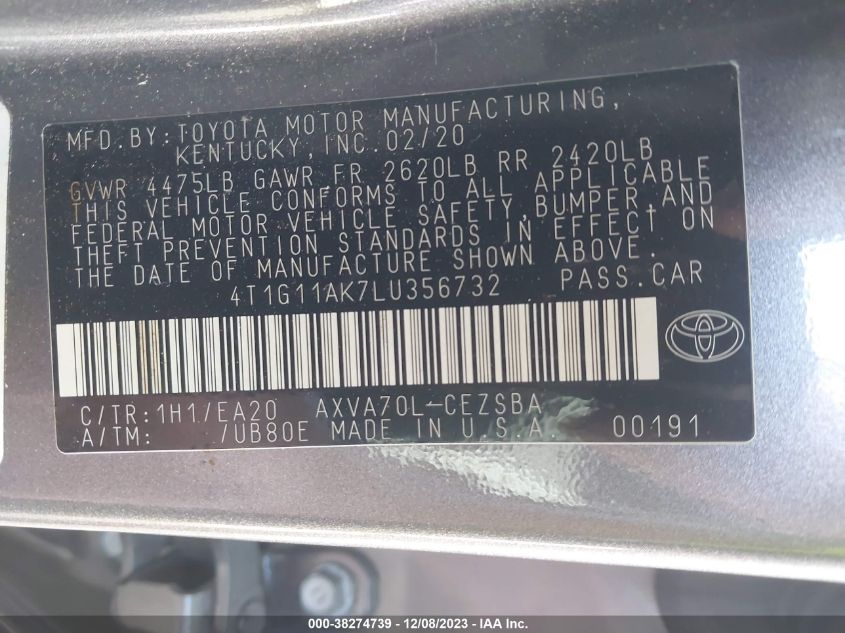 MFD.BY:TOYOTA MOTOR MANUFACTURING,
KENTUCKY, INC. 02/20
GVWR 4475LB GAWR FR 2620LB RR 2420LB
THIS VEHICLE CONFORMS TO ALL APPLICABLE
FEDERAL MOTOR VEHICLE SAFETY, BUMPER, AND
THEFT PREVENTION STANDARDS IN EFFECT ON
THE DATE OF MANUFACTURE SHOWN ABOVE.
4T1G11AK7LU356732 PASS.CAR
C/TR:1H1/EA20 AXVA70L-CEZSBA
A/TM: /UB80E MADE IN U.S.A. 00191
000-38274739 - 12/08/2023 - IAA Inc.